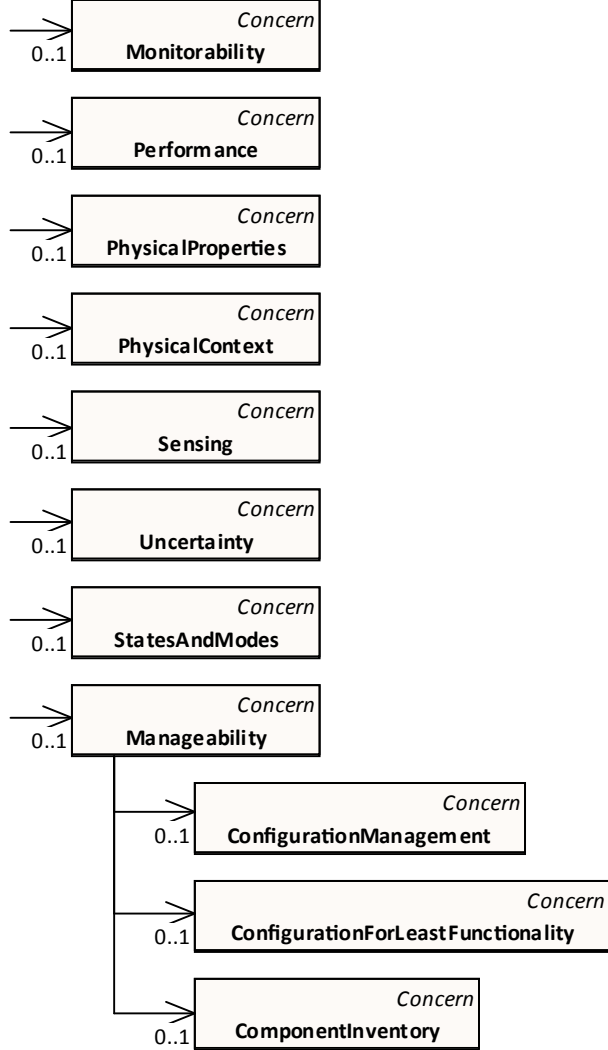 Concern
0..1
Monitorability
Concern
0..1
Performance
Concern
0..1
PhysicalProperties
Concern
0..1
PhysicalContext
Concern
0..1
Sensing
Concern
0..1
Uncertainty
Concern
0..1
StatesAndModes
Concern
0..1
Manageability
Concern
0..1
ConfigurationManagement
Concern
0..1
ConfigurationForLeastFunctionality
Concern
0..1
ComponentInventory